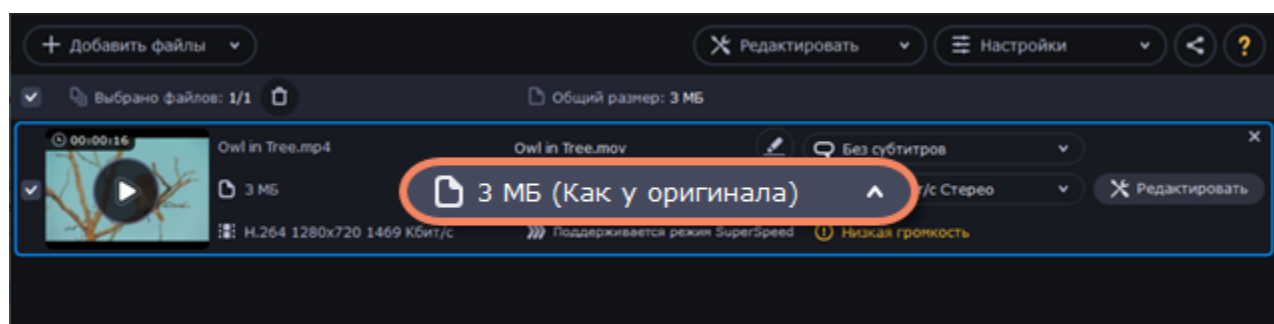 + Добавить файлы
Редактировать
Настройки
?
Выбрано файлов: 1/1
Общий размер: 3 МБ
00:00:16
Owl in Tree.mp4
Owl in Tree.mov
Без субтитров
3 МБ
3 МБ (Как у оригинала)
т/с Стерео
Редактировать
H.264 1280x720 1469 Кбит/с
Поддерживается режим SuperSpeed
Низкая громкость